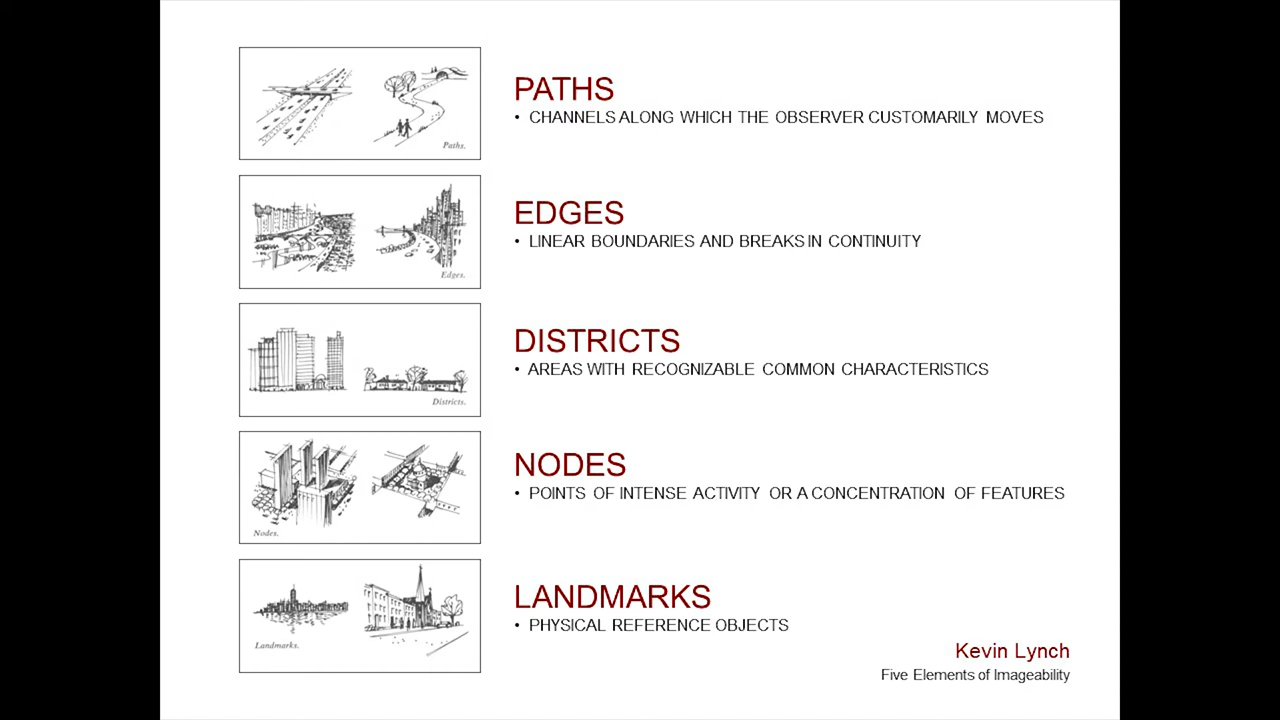 Paths.
PATHS
• CHANNELS ALONG WHICH THE OBSERVER CUSTOMARILY MOVES
Edges.
EDGES
• LINEAR BOUNDARIES AND BREAKS IN CONTINUITY
Districts.
DISTRICTS
• AREAS WITH RECOGNIZABLE COMMON CHARACTERISTICS
Nodes.
NODES
• POINTS OF INTENSE ACTIVITY OR A CONCENTRATION OF FEATURES
Landmarks.
LANDMARKS
• PHYSICAL REFERENCE OBJECTS
Kevin Lynch
Five Elements of Imageability